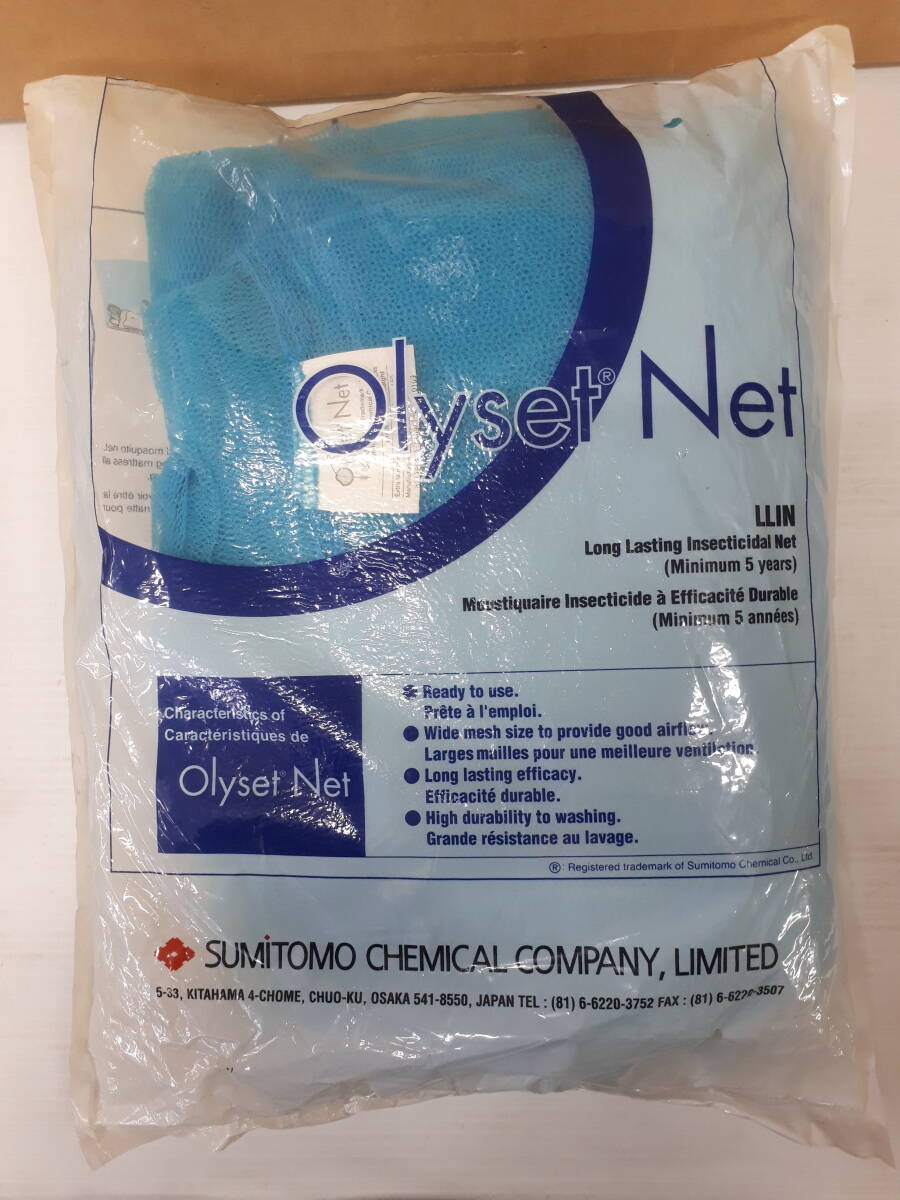 Olyset® Net
LLIN
Long Lasting Insecticidal Net
(Minimum 5 years)
Moustiquaire Insecticide à Efficacité Durable
(Minimum 5 années)
Characteristics of
Caractéristiques de
Olyset Net
Ready to use.
Prête à l'emploi.
Wide mesh size to provide good airflow.
Larges mailles pour une meilleure ventilation.
Long lasting efficacy.
Efficacité durable.
High durability to washing.
Grande résistance au lavage.
®: Registered trademark of Sumitomo Chemical Co., Ltd.
SUMITOMO CHEMICAL COMPANY, LIMITED
5-33, KITAHAMA 4-CHOME, CHUO-KU, OSAKA 541-8550, JAPAN TEL : (81) 6-6220-3752 FAX : (81) 6-6220-3507